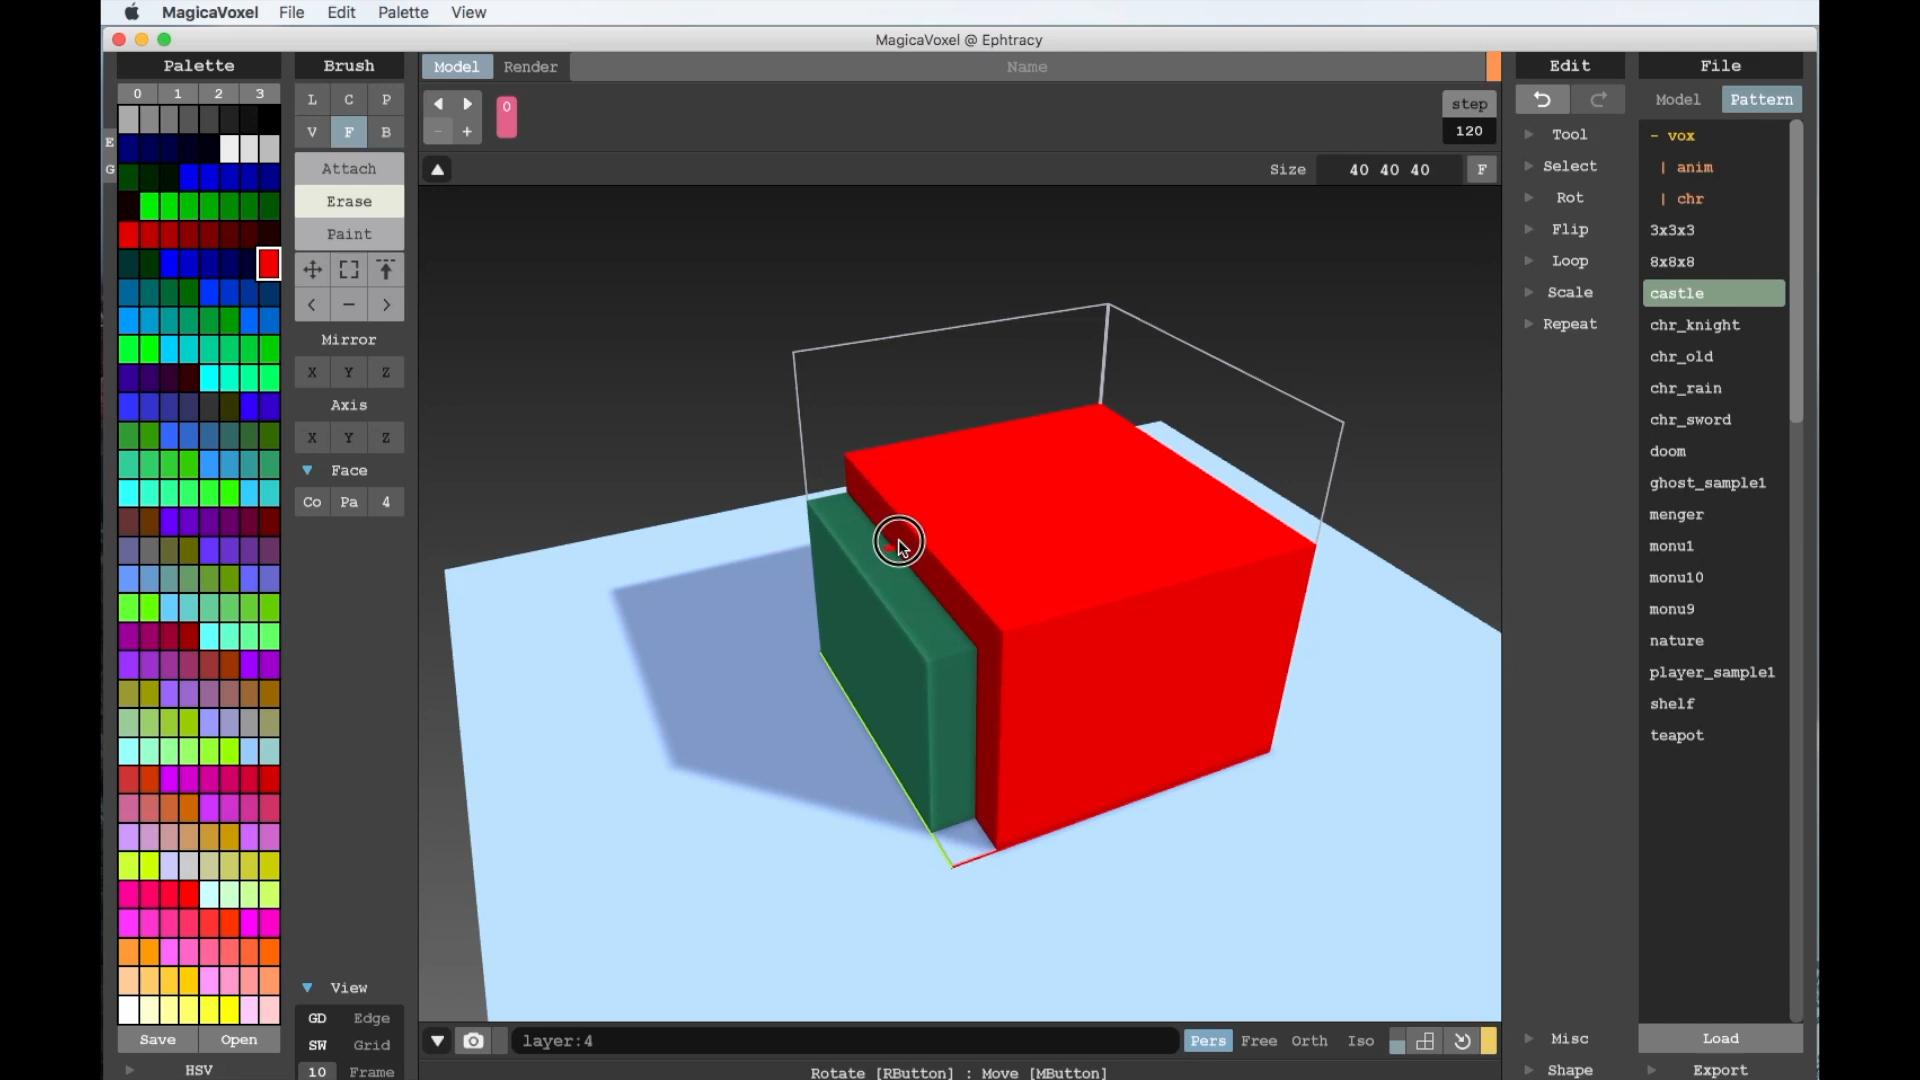 MagicaVoxel File Edit Palette View
MagicaVoxel @ Ephtracy
Palette
0 1 2 3
E
G
Save Open
HSV
Brush
L C P
V F B
Attach
Erase
Paint
Mirror
X Y Z
Axis
X Y Z
Face
Co Pa 4
View
GD Edge
SW Grid
10 Frame
Model Render Name
0
step
120
Size 40 40 40 F
layer:4
Pers Free Orth Iso
Rotate [RButton] : Move [MButton]
Edit
Tool
Select
Rot
Flip
Loop
Scale
Repeat
Misc
Shape
File
Model Pattern
- vox
| anim
| chr
3x3x3
8x8x8
castle
chr_knight
chr_old
chr_rain
chr_sword
doom
ghost_sample1
menger
monu1
monu10
monu9
nature
player_sample1
shelf
teapot
Load
Export